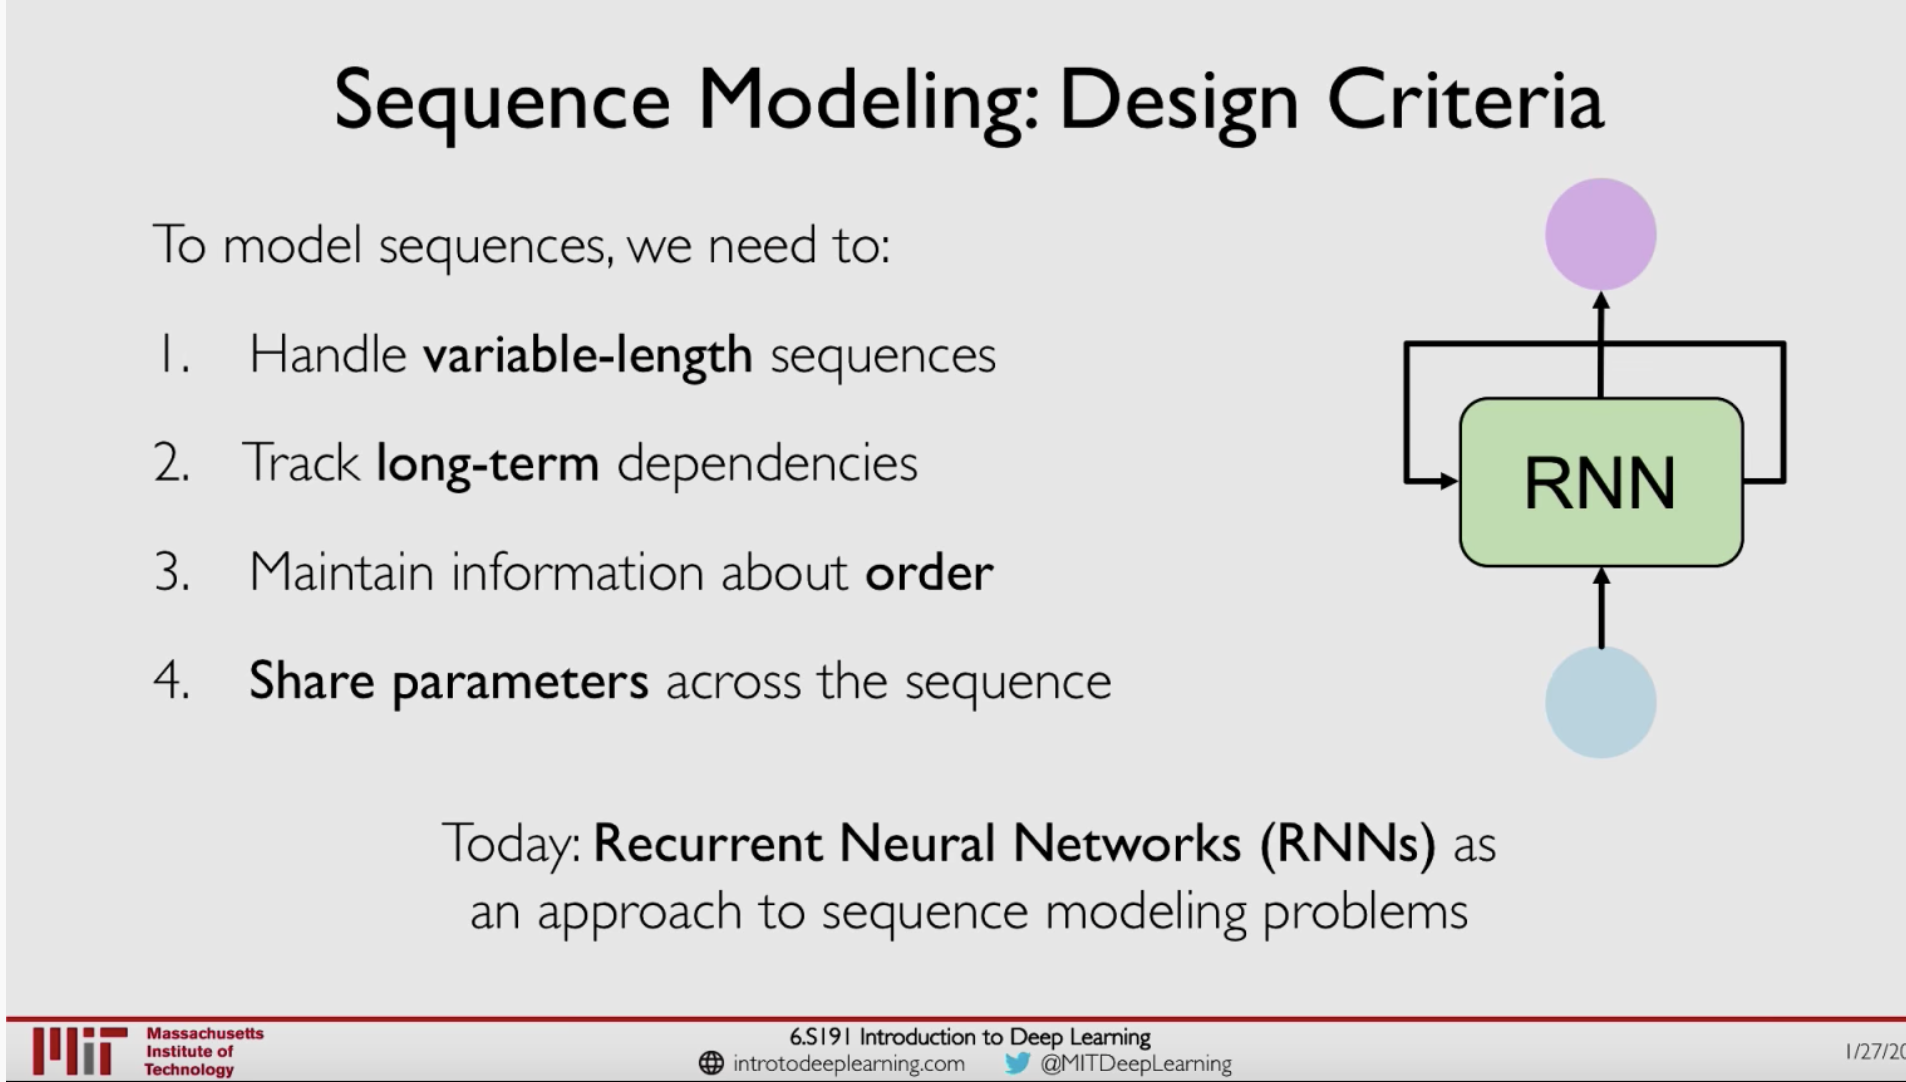 Sequence Modeling: Design Criteria
To model sequences, we need to:
1. Handle variable-length sequences
2. Track long-term dependencies
3. Maintain information about order
4. Share parameters across the sequence
RNN
Today: Recurrent Neural Networks (RNNs) as
an approach to sequence modeling problems
Massachusetts
Institute of
Technology
6.S191 Introduction to Deep Learning
introtodeeplearning.com @MITDeepLearning
1/27/20